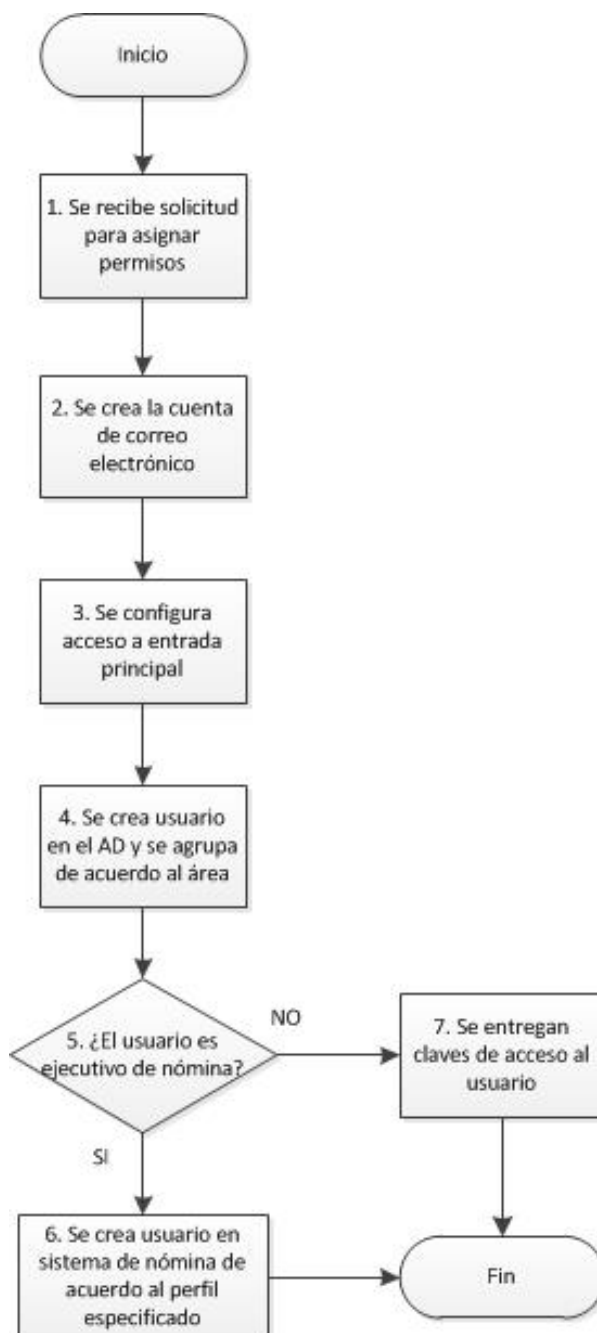 Inicio
1. Se recibe solicitud
para asignar
permisos
2. Se crea la cuenta
de correo
electrónico
3. Se configura
acceso a entrada
principal
4. Se crea usuario
en el AD y se agrupa
de acuerdo al área
5. ¿El usuario es
ejecutivo de nómina?
NO
7. Se entregan
claves de acceso al
usuario
SI
6. Se crea usuario en
sistema de nómina de
acuerdo al perfil
especificado
Fin